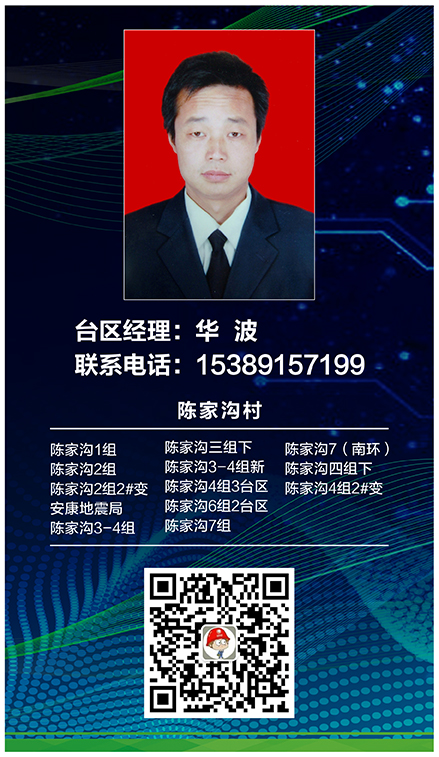 台区经理：华 波
联系电话：15389157199
陈家沟村
陈家沟1组
陈家沟2组
陈家沟2组2#变
安康地震局
陈家沟3-4组
陈家沟三组下
陈家沟3-4组新
陈家沟4组3台区
陈家沟6组2台区
陈家沟7组
陈家沟7（南环）
陈家沟四组下
陈家沟4组2#变